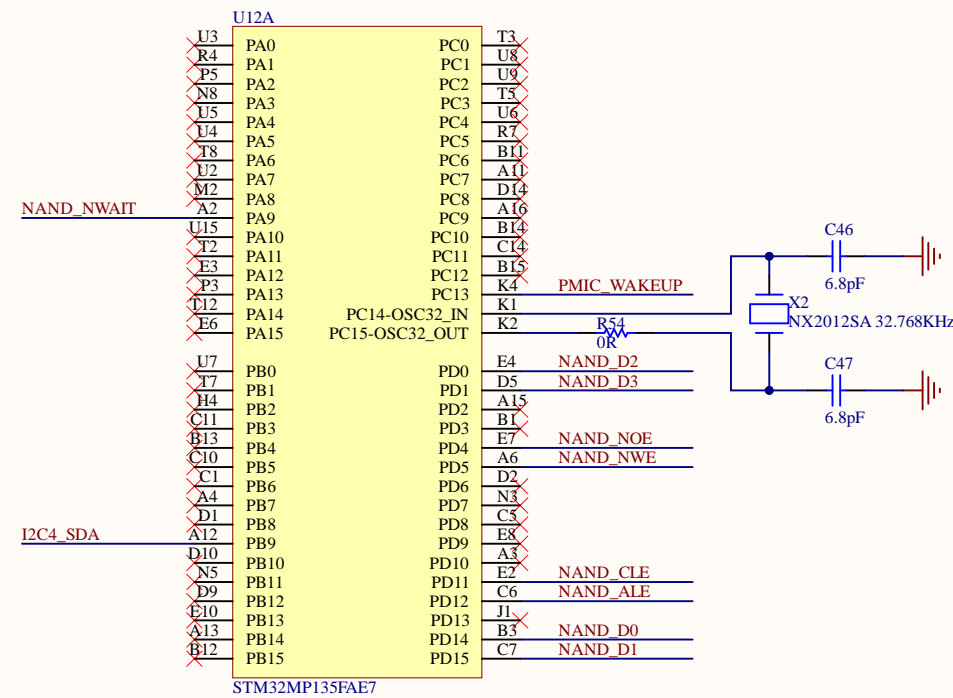 U12A
U3 PA0 PC0 T3
R4 PA1 PC1 U8
P5 PA2 PC2 U9
N8 PA3 PC3 T5
U5 PA4 PC4 U6
U4 PA5 PC5 R7
T8 PA6 PC6 B11
U2 PA7 PC7 A11
M2 PA8 PC8 D14
NAND_NWAIT A2 PA9 PC9 A16
U15 PA10 PC10 B14
T2 PA11 PC11 C14
E3 PA12 PC12 B15
P3 PA13 PC13 K4 PMIC_WAKEUP
T12 PA14 PC14-OSC32_IN K1
E6 PA15 PC15-OSC32_OUT K2
R54
0R
C46
6.8pF
X2
NX2012SA 32.768KHz
C47
6.8pF
U7 PB0 PD0 E4 NAND_D2
T7 PB1 PD1 D5 NAND_D3
H4 PB2 PD2 A15
C11 PB3 PD3 B1
B13 PB4 PD4 E7 NAND_NOE
C10 PB5 PD5 A6 NAND_NWE
C1 PB6 PD6 D2
A4 PB7 PD7 N3
D1 PB8 PD8 C5
I2C4_SDA A12 PB9 PD9 E8
D10 PB10 PD10 A3
N5 PB11 PD11 E2 NAND_CLE
D9 PB12 PD12 C6 NAND_ALE
E10 PB13 PD13 J1
A13 PB14 PD14 B3 NAND_D0
B12 PB15 PD15 C7 NAND_D1
STM32MP135FAE7